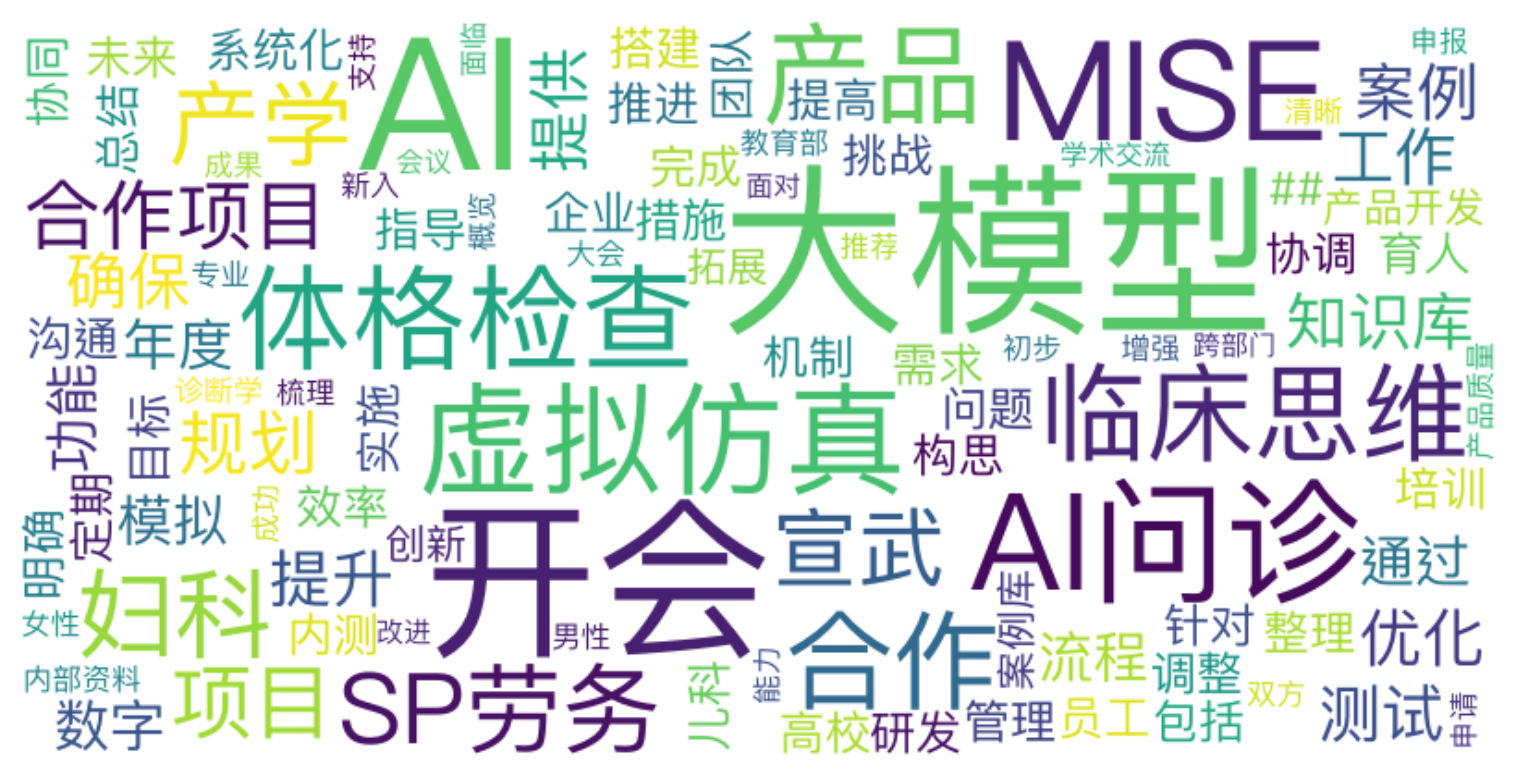 协同
未来
系统化
支持
AI
面临
提供
搭建
团队
产品
MISE
申报
总结
产学
推进
提高
清晰
案例
成果
会议
完成
教育部
挑战
学术交流
工作
合作项目
新入
指导
概览
企业
措施
面对
大模型
##
产品开发
确保
专业
大会
拓展
推荐
协调
育人
沟通
年度
体格检查
机制
需求
初步
增强
跨部门
知识库
功能
诊断学
梳理
目标
规划
实施
虚拟仿真
问题
构思
临床思维
产品质量
定期
模拟
成功
效率
创新
开会
宣武
AI问诊
培训
明确
妇科
提升
通过
女性
内测
改进
男性
合作
案例库
流程
针对
整理
优化
内部资料
数字
项目
SP劳务
儿科
能力
高校
研发
管理
员工
调整
包括
双方
测试
申请